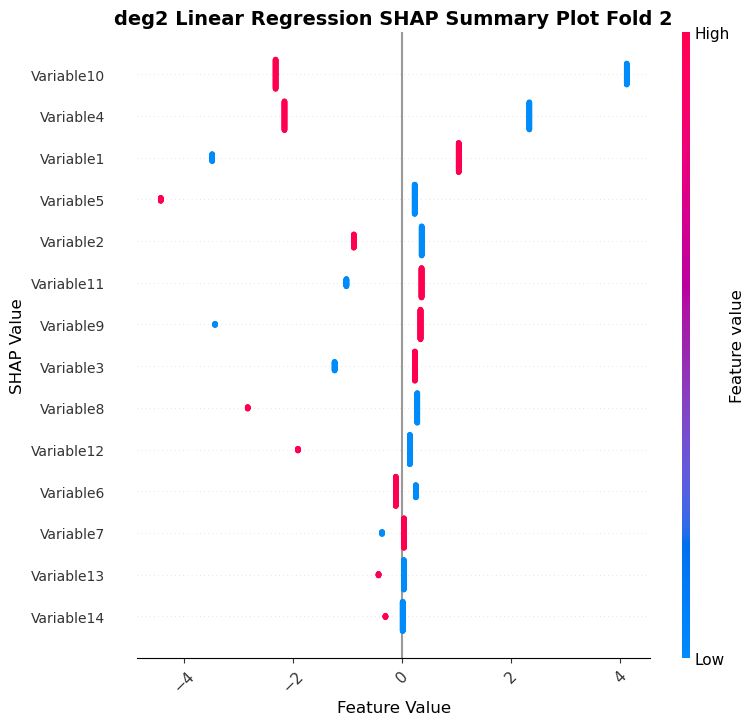 deg2 Linear Regression SHAP Summary Plot Fold 2
High
Variable10
Variable4
Variable1
Variable5
Variable2
Variable11
Variable9
Variable3
Variable8
Variable12
Variable6
Variable7
Variable13
Variable14
SHAP Value
Feature value
Low
−4
−2
0
2
4
Feature Value